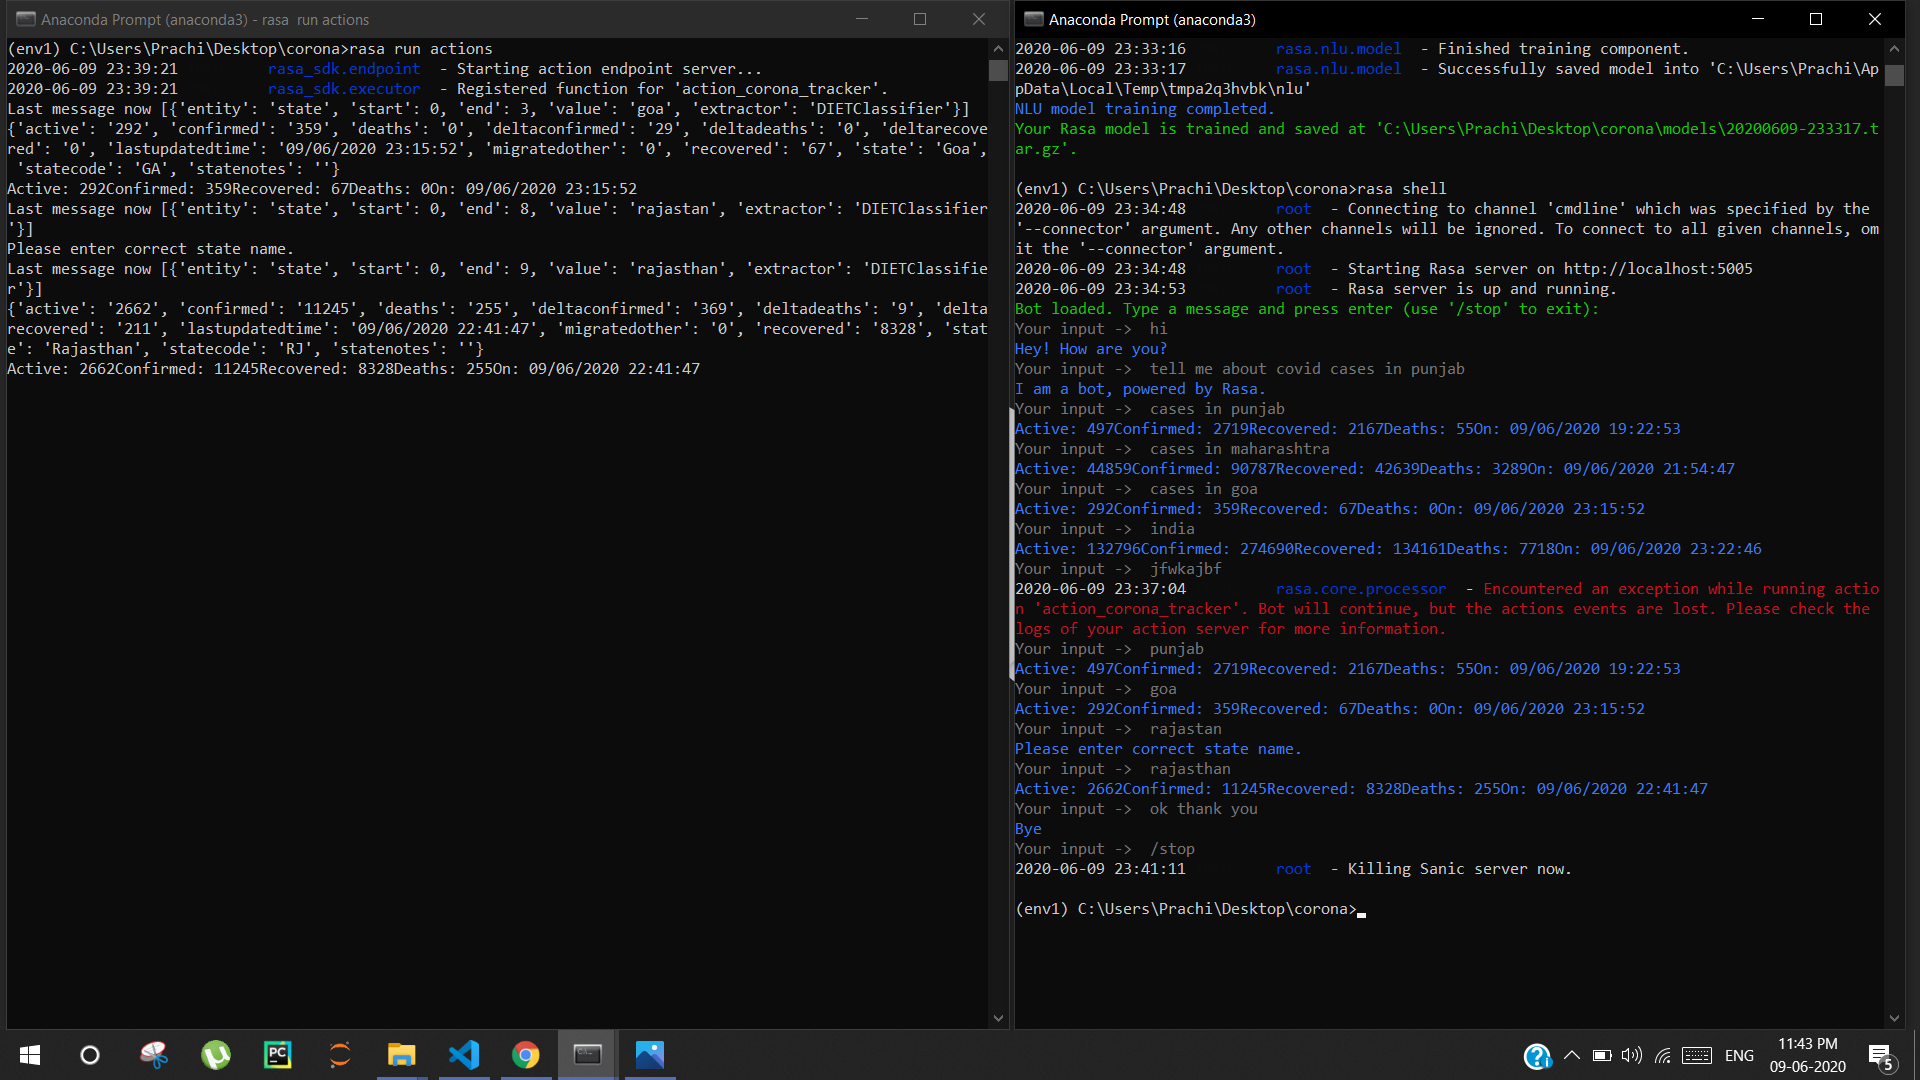 Anaconda Prompt (anaconda3) - rasa  run actions
(env1) C:\Users\Prachi\Desktop\corona>rasa run actions
2020-06-09 23:39:21          rasa_sdk.endpoint  - Starting action endpoint server...
2020-06-09 23:39:21          rasa_sdk.executor  - Registered function for 'action_corona_tracker'.
Last message now [{'entity': 'state', 'start': 0, 'end': 3, 'value': 'goa', 'extractor': 'DIETClassifier'}]
{'active': '292', 'confirmed': '359', 'deaths': '0', 'deltaconfirmed': '29', 'deltadeaths': '0', 'deltarecove
red': '0', 'lastupdatedtime': '09/06/2020 23:15:52', 'migratedother': '0', 'recovered': '67', 'state': 'Goa',
 'statecode': 'GA', 'statenotes': ''}
Active: 292Confirmed: 359Recovered: 67Deaths: 0On: 09/06/2020 23:15:52
Last message now [{'entity': 'state', 'start': 0, 'end': 8, 'value': 'rajastan', 'extractor': 'DIETClassifier
'}]
Please enter correct state name.
Last message now [{'entity': 'state', 'start': 0, 'end': 9, 'value': 'rajasthan', 'extractor': 'DIETClassifie
r'}]
{'active': '2662', 'confirmed': '11245', 'deaths': '255', 'deltaconfirmed': '369', 'deltadeaths': '9', 'delta
recovered': '211', 'lastupdatedtime': '09/06/2020 22:41:47', 'migratedother': '0', 'recovered': '8328', 'stat
e': 'Rajasthan', 'statecode': 'RJ', 'statenotes': ''}
Active: 2662Confirmed: 11245Recovered: 8328Deaths: 255On: 09/06/2020 22:41:47
Anaconda Prompt (anaconda3)
2020-06-09 23:33:16          rasa.nlu.model  - Finished training component.
2020-06-09 23:33:17          rasa.nlu.model  - Successfully saved model into 'C:\Users\Prachi\Ap
pData\Local\Temp\tmpa2q3hvbk\nlu'
NLU model training completed.
Your Rasa model is trained and saved at 'C:\Users\Prachi\Desktop\corona\models\20200609-233317.t
ar.gz'.
(env1) C:\Users\Prachi\Desktop\corona>rasa shell
2020-06-09 23:34:48          root  - Connecting to channel 'cmdline' which was specified by the
'--connector' argument. Any other channels will be ignored. To connect to all given channels, om
it the '--connector' argument.
2020-06-09 23:34:48          root  - Starting Rasa server on http://localhost:5005
2020-06-09 23:34:53          root  - Rasa server is up and running.
Bot loaded. Type a message and press enter (use '/stop' to exit):
Your input ->  hi
Hey! How are you?
Your input ->  tell me about covid cases in punjab
I am a bot, powered by Rasa.
Your input ->  cases in punjab
Active: 497Confirmed: 2719Recovered: 2167Deaths: 55On: 09/06/2020 19:22:53
Your input ->  cases in maharashtra
Active: 44859Confirmed: 90787Recovered: 42639Deaths: 3289On: 09/06/2020 21:54:47
Your input ->  cases in goa
Active: 292Confirmed: 359Recovered: 67Deaths: 0On: 09/06/2020 23:15:52
Your input ->  india
Active: 132796Confirmed: 274690Recovered: 134161Deaths: 7718On: 09/06/2020 23:22:46
Your input ->  jfwkajbf
2020-06-09 23:37:04          rasa.core.processor  - Encountered an exception while running actio
n 'action_corona_tracker'. Bot will continue, but the actions events are lost. Please check the
logs of your action server for more information.
Your input ->  punjab
Active: 497Confirmed: 2719Recovered: 2167Deaths: 55On: 09/06/2020 19:22:53
Your input ->  goa
Active: 292Confirmed: 359Recovered: 67Deaths: 0On: 09/06/2020 23:15:52
Your input ->  rajastan
Please enter correct state name.
Your input ->  rajasthan
Active: 2662Confirmed: 11245Recovered: 8328Deaths: 255On: 09/06/2020 22:41:47
Your input ->  ok thank you
Bye
Your input ->  /stop
2020-06-09 23:41:11          root  - Killing Sanic server now.
(env1) C:\Users\Prachi\Desktop\corona>
PC
ENG
11:43 PM
09-06-2020
5